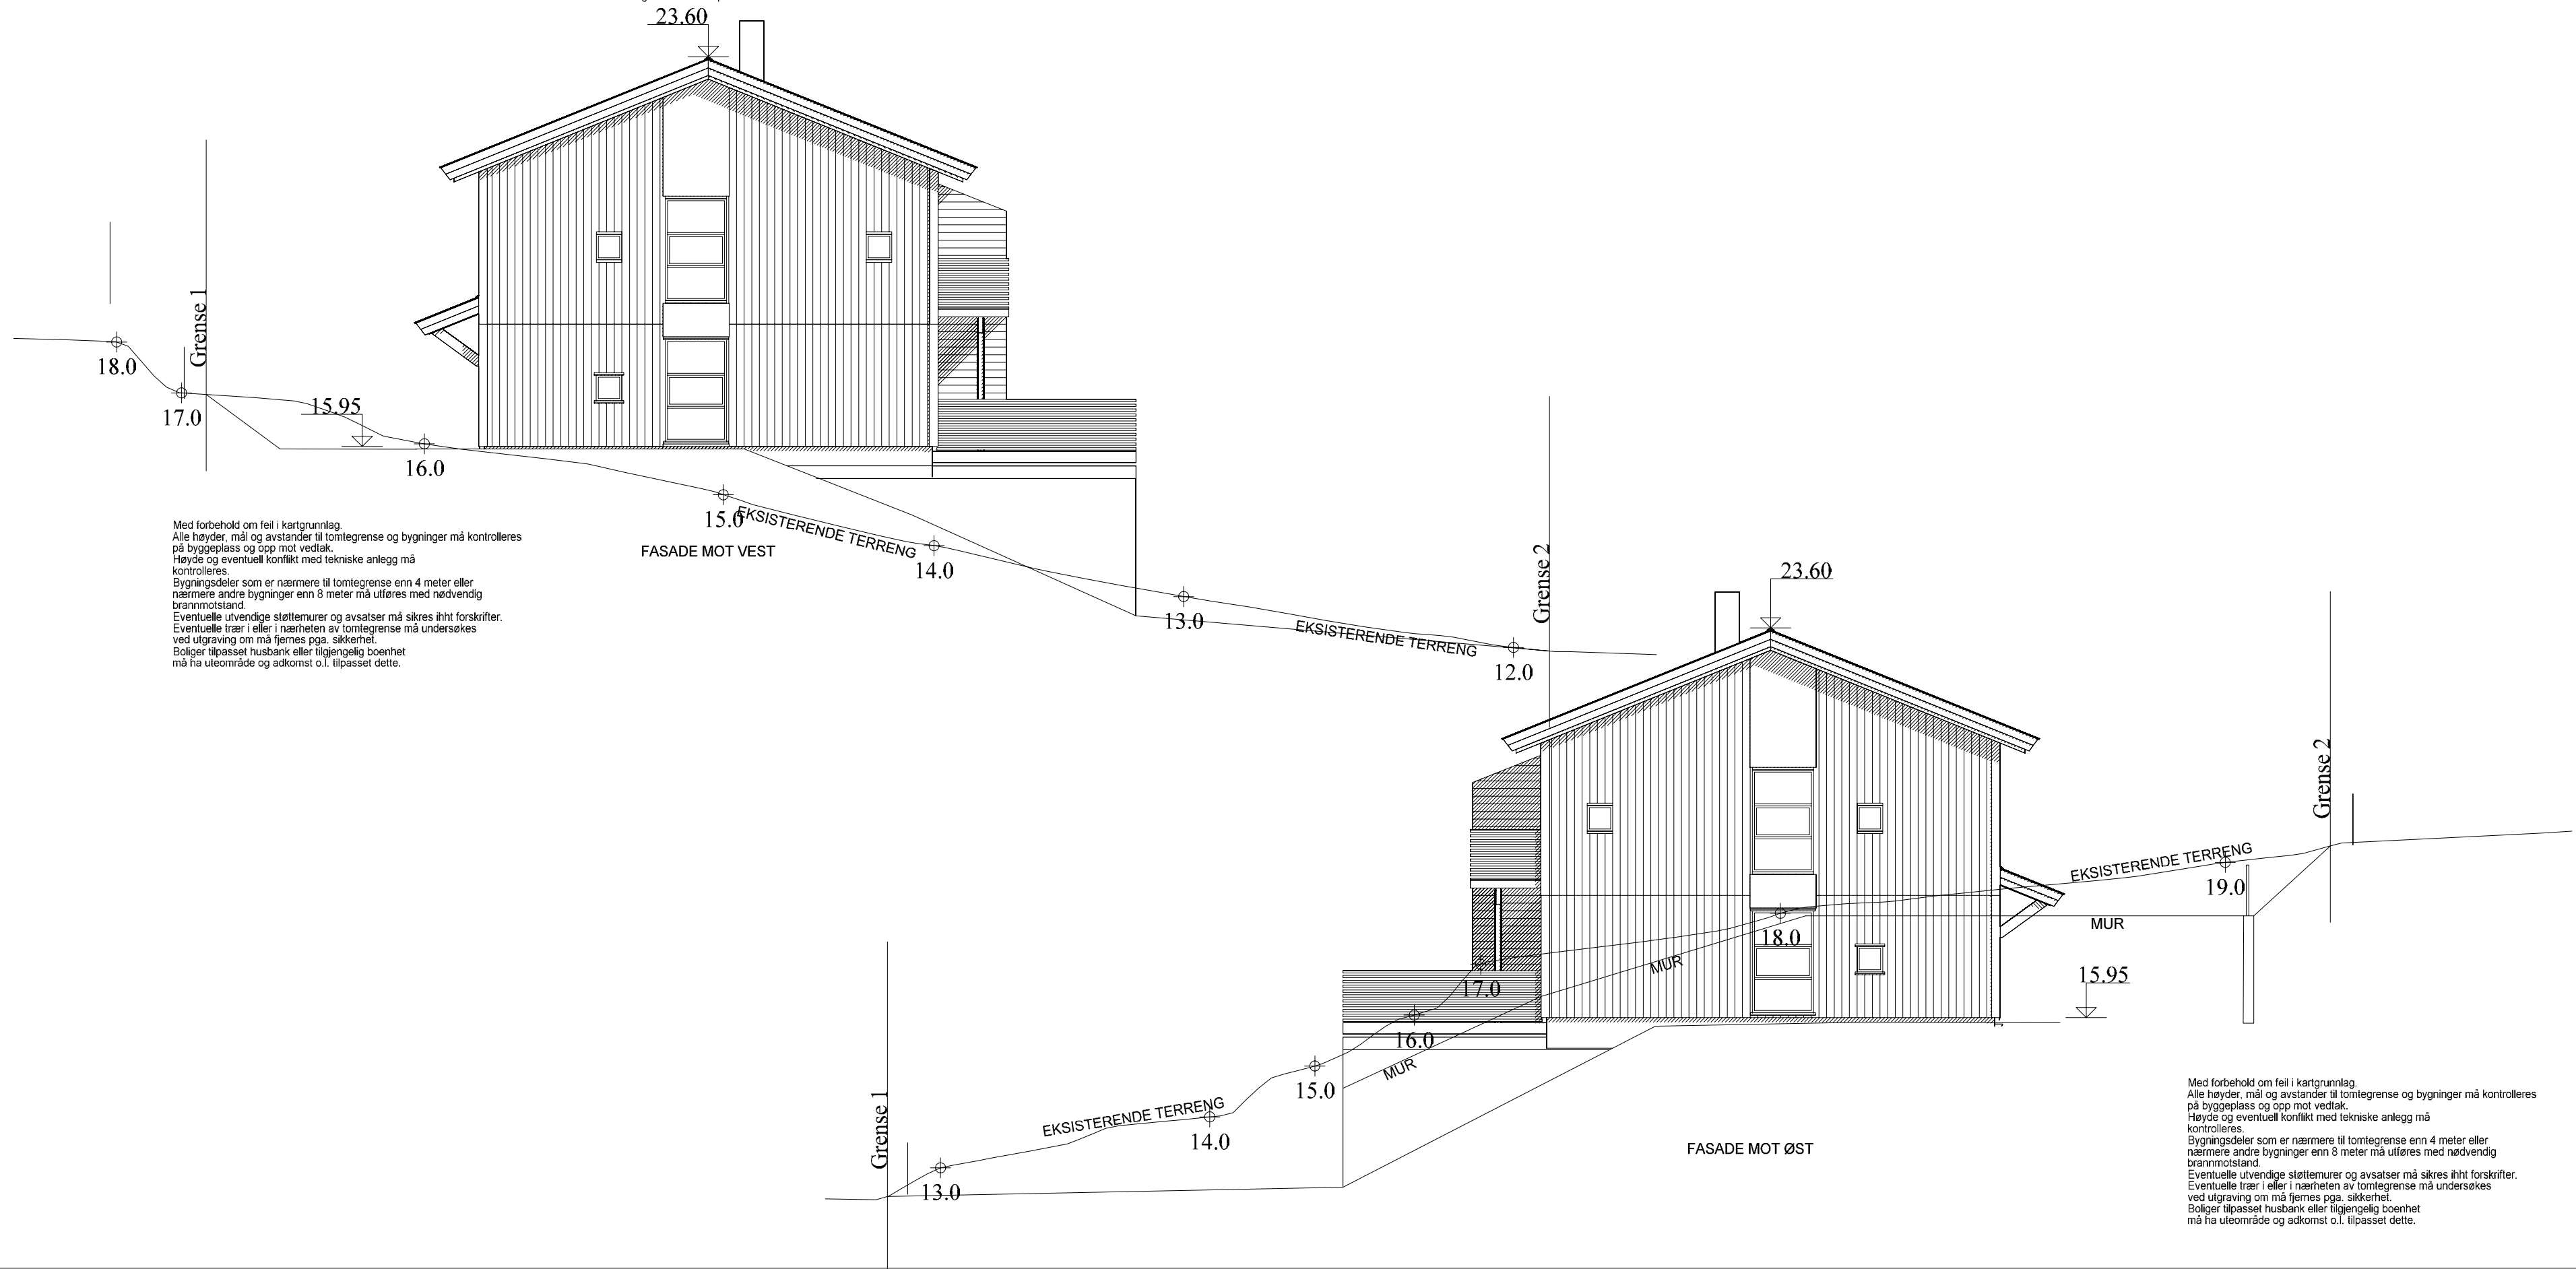 23.60
Grense 1
18.0
17.0
15.95
16.0
15.0
EKSISTERENDE TERRENG
14.0
13.0
EKSISTERENDE TERRENG
12.0
Grense 2
FASADE MOT VEST
Med forbehold om feil i kartgrunnlag.
Alle høyder, mål og avstander til tomtegrense og bygninger må kontrolleres
på byggeplass og opp mot vedtak.
Høyde og eventuell konflikt med tekniske anlegg må
kontrolleres.
Bygningsdeler som er nærmere til tomtegrense enn 4 meter eller
nærmere andre bygninger enn 8 meter må utføres med nødvendig
brannmotstand.
Eventuelle utvendige støttemurer og avsatser må sikres ihht forskrifter.
Eventuelle trær i eller i nærheten av tomtegrense må undersøkes
ved utgraving om må fjernes pga. sikkerhet.
Boliger tilpasset husbank eller tilgjengelig boenhet
må ha uteområde og adkomst o.l. tilpasset dette.
23.60
Grense 2
EKSISTERENDE TERRENG
19.0
MUR
18.0
MUR
17.0
15.95
16.0
MUR
15.0
EKSISTERENDE TERRENG
14.0
Grense 1
13.0
FASADE MOT ØST
Med forbehold om feil i kartgrunnlag.
Alle høyder, mål og avstander til tomtegrense og bygninger må kontrolleres
på byggeplass og opp mot vedtak.
Høyde og eventuell konflikt med tekniske anlegg må
kontrolleres.
Bygningsdeler som er nærmere til tomtegrense enn 4 meter eller
nærmere andre bygninger enn 8 meter må utføres med nødvendig
brannmotstand.
Eventuelle utvendige støttemurer og avsatser må sikres ihht forskrifter.
Eventuelle trær i eller i nærheten av tomtegrense må undersøkes
ved utgraving om må fjernes pga. sikkerhet.
Boliger tilpasset husbank eller tilgjengelig boenhet
må ha uteområde og adkomst o.l. tilpasset dette.